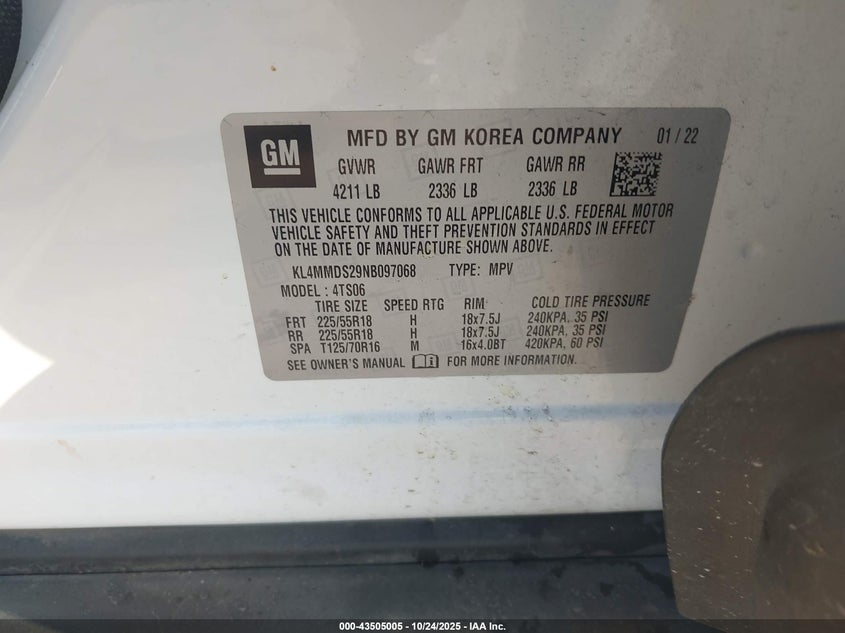 GM
MFD BY GM KOREA COMPANY 01 / 22
GVWR GAWR FRT GAWR RR
4211 LB 2336 LB 2336 LB
THIS VEHICLE CONFORMS TO ALL APPLICABLE U.S. FEDERAL MOTOR
VEHICLE SAFETY AND THEFT PREVENTION STANDARDS IN EFFECT
ON THE DATE OF MANUFACTURE SHOWN ABOVE.
KL4MMDS29NB097068 TYPE: MPV
MODEL : 4TS06
TIRE SIZE SPEED RTG RIM COLD TIRE PRESSURE
FRT 225/55R18 H 18x7.5J 240KPA, 35 PSI
RR 225/55R18 H 18x7.5J 240KPA, 35 PSI
SPA T125/70R16 M 16x4.0BT 420KPA, 60 PSI
SEE OWNER'S MANUAL FOR MORE INFORMATION.
000-43505005 - 10/24/2025 - IAA Inc.